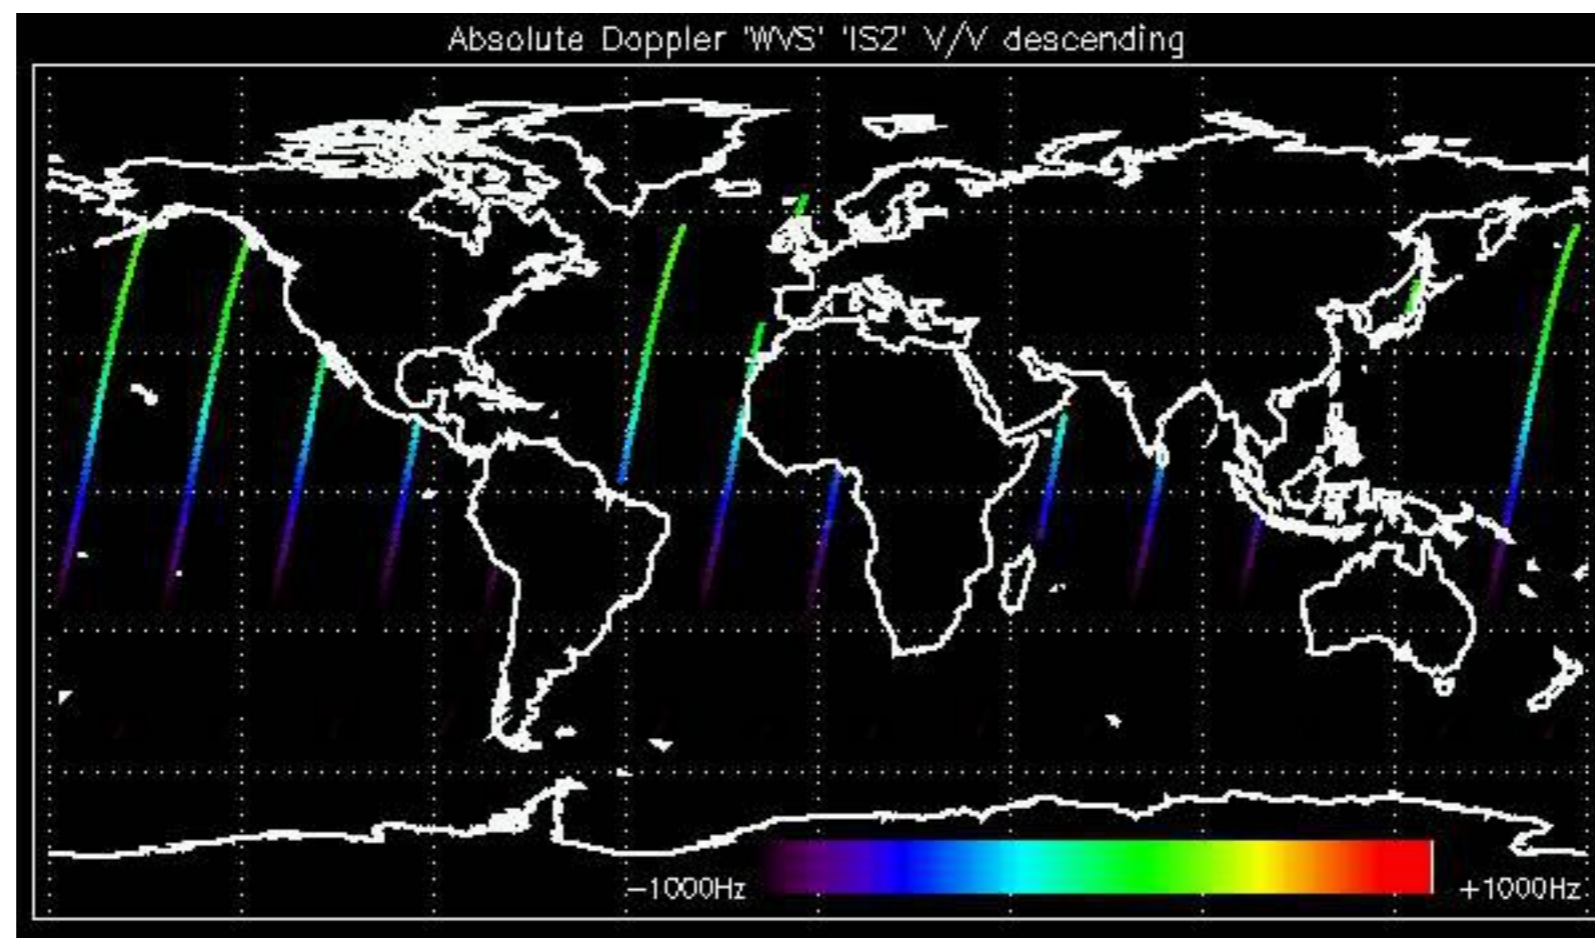 Absolute Doppler 'WVS' 'IS2' V/V descending
-1000Hz
+1000Hz